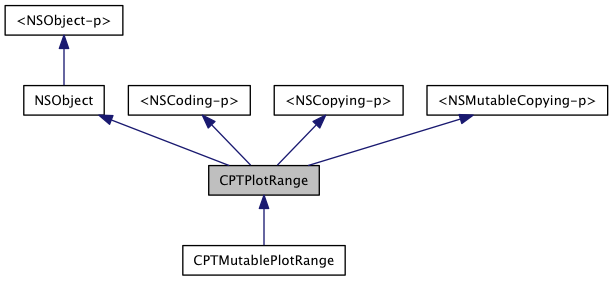 <NSObject-p>
NSObject
<NSCoding-p>
<NSCopying-p>
<NSMutableCopying-p>
CPTPlotRange
CPTMutablePlotRange